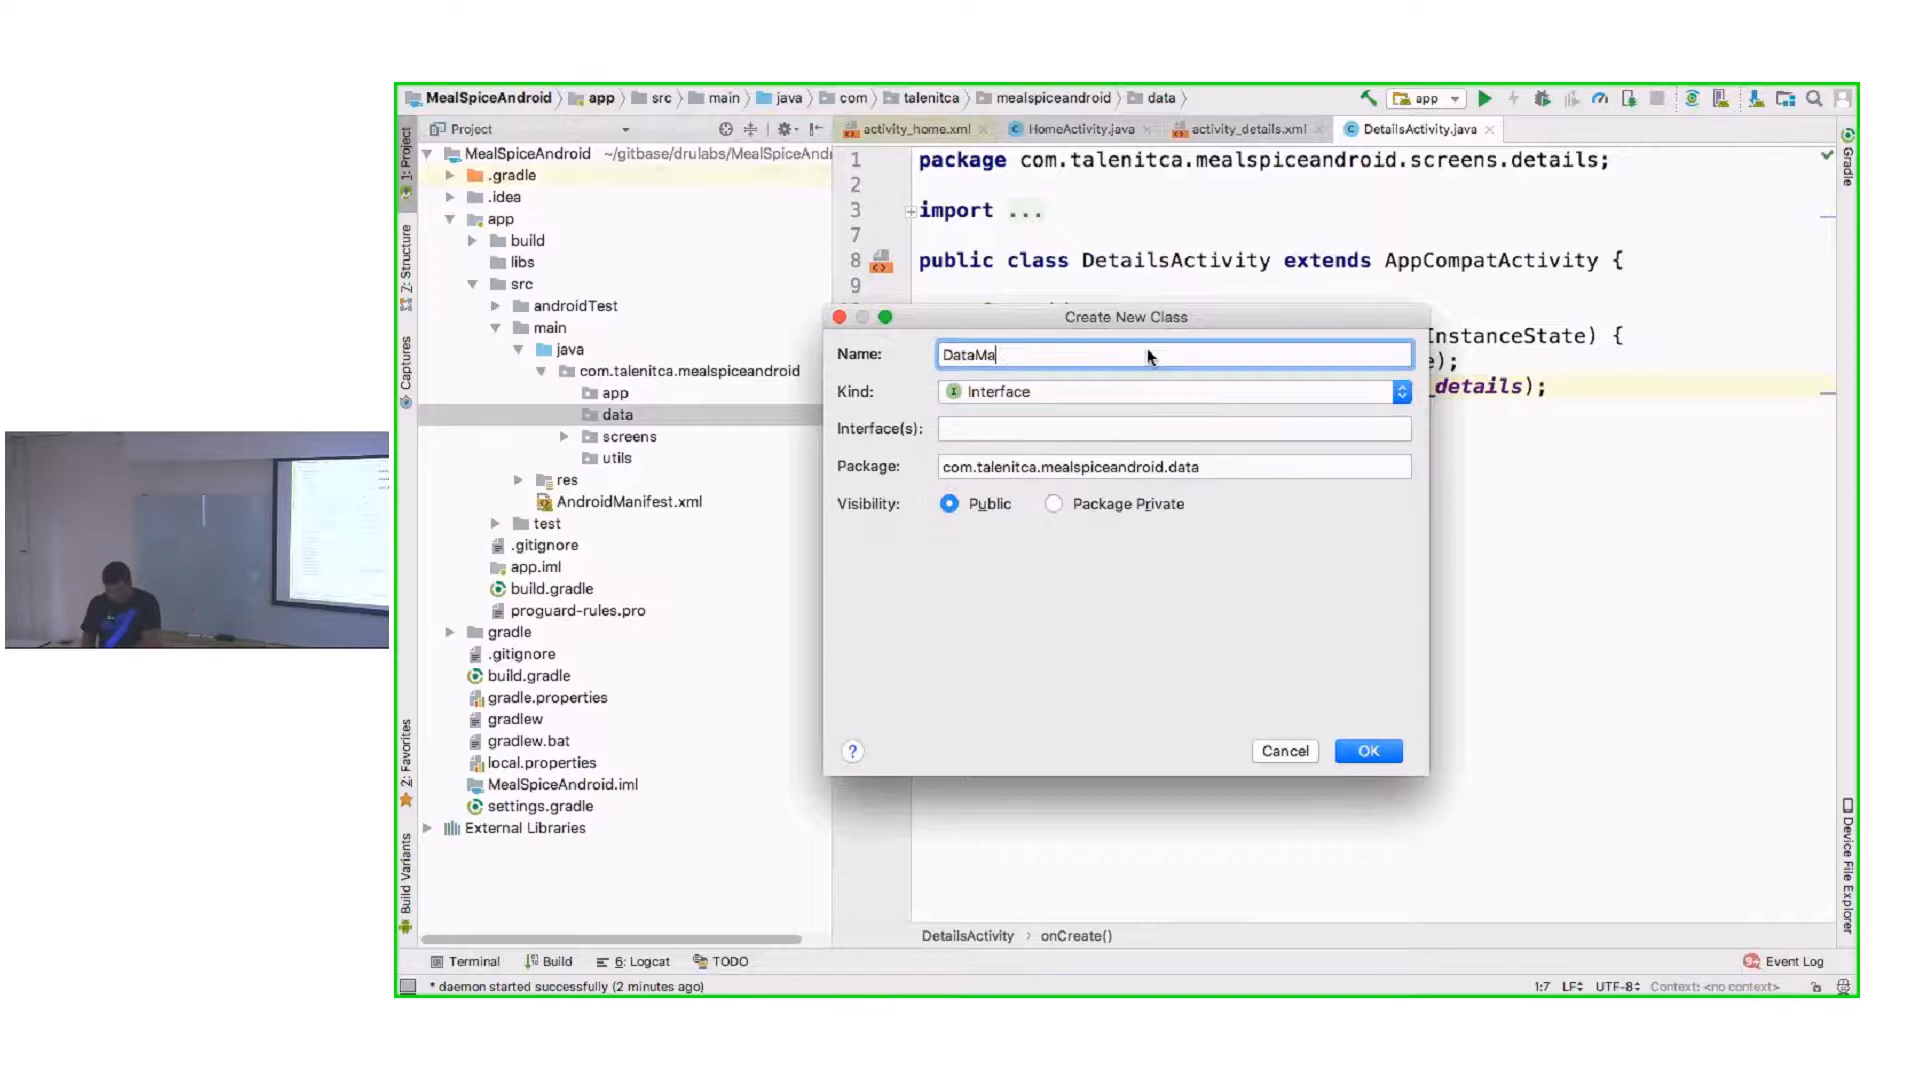 MealSpiceAndroid app src main java com talenitca mealspiceandroid data app
Project activity_home.xml HomeActivity.java activity_details.xml DetailsActivity.java
1: Project
7: Structure
Captures
2: Favorites
Build Variants
MealSpiceAndroid ~/gitbase/drulabs/MealSpiceAndr
.gradle
.idea
app
build
libs
src
androidTest
main
java
com.talenitca.mealspiceandroid
app
data
screens
utils
res
AndroidManifest.xml
test
.gitignore
app.iml
build.gradle
proguard-rules.pro
gradle
.gitignore
build.gradle
gradle.properties
gradlew
gradlew.bat
local.properties
MealSpiceAndroid.iml
settings.gradle
External Libraries
1 package com.talenitca.mealspiceandroid.screens.details;
2
3 import ...
7
8 public class DetailsActivity extends AppCompatActivity {
9
InstanceState) {
e);
_details);
Create New Class
Name: DataMa
Kind: I Interface
Interface(s):
Package: com.talenitca.mealspiceandroid.data
Visibility: Public Package Private
? Cancel OK
Gradle
Device File Explorer
DetailsActivity › onCreate()
Terminal Build 6: Logcat TODO Event Log
* daemon started successfully (2 minutes ago) 1:7 LF÷ UTF-8÷ Context: <no context>